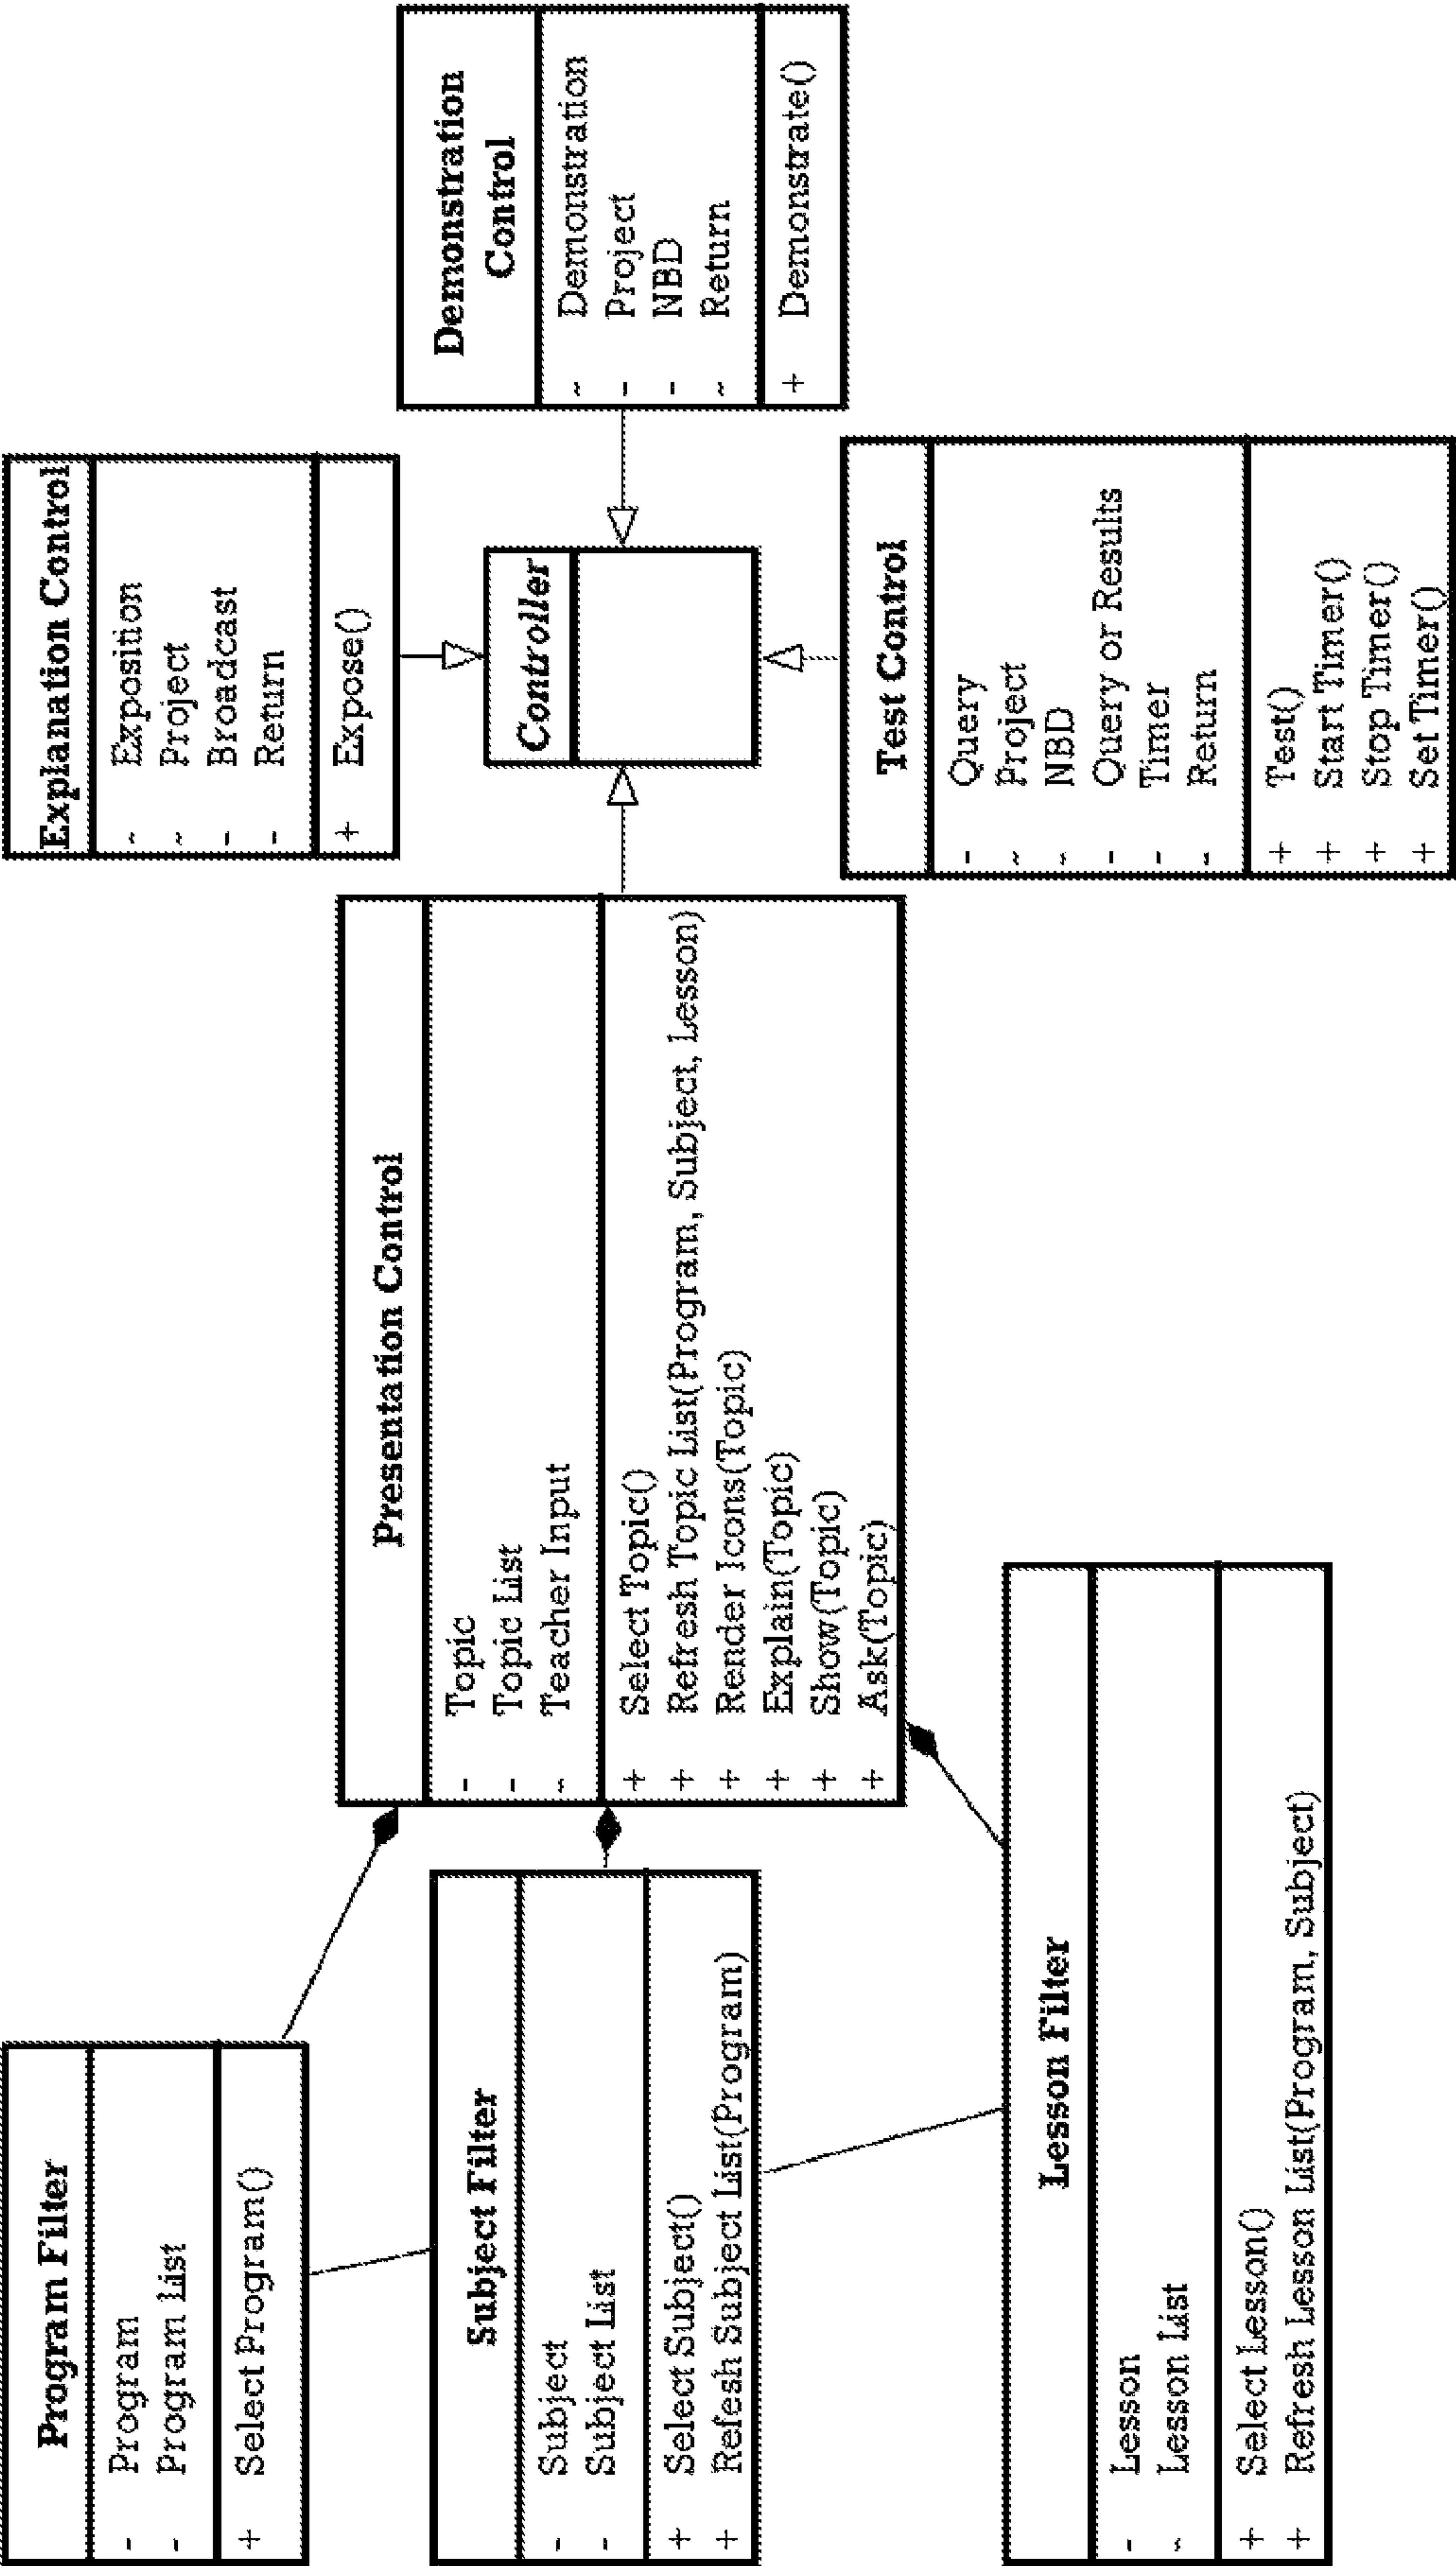 Program Filter
- Program
- Program List
+ Select Program()
Subject Filter
- Subject
- Subject List
+ Select Subject()
+ Refesh Subject List(Program)
Lesson Filter
- Lesson
- Lesson List
+ Select Lesson()
+ Refresh Lesson List(Program, Subject)
Presentation Control
- Topic
- Topic List
- Teacher Input
+ Select Topic()
+ Refresh Topic List(Program, Subject, Lesson)
+ Render Icons(Topic)
+ Explain(Topic)
+ Show(Topic)
+ Ask(Topic)
Explanation Control
- Exposition
- Project
- Broadcast
- Return
+ Expose()
Controller
Test Control
- Query
- Project
- NBD
- Query or Results
- Timer
- Return
+ Test()
+ Start Timer()
+ Stop Timer()
+ Set Timer()
Demonstration
Control
- Demonstration
- Project
- NBD
- Return
+ Demonstrate()